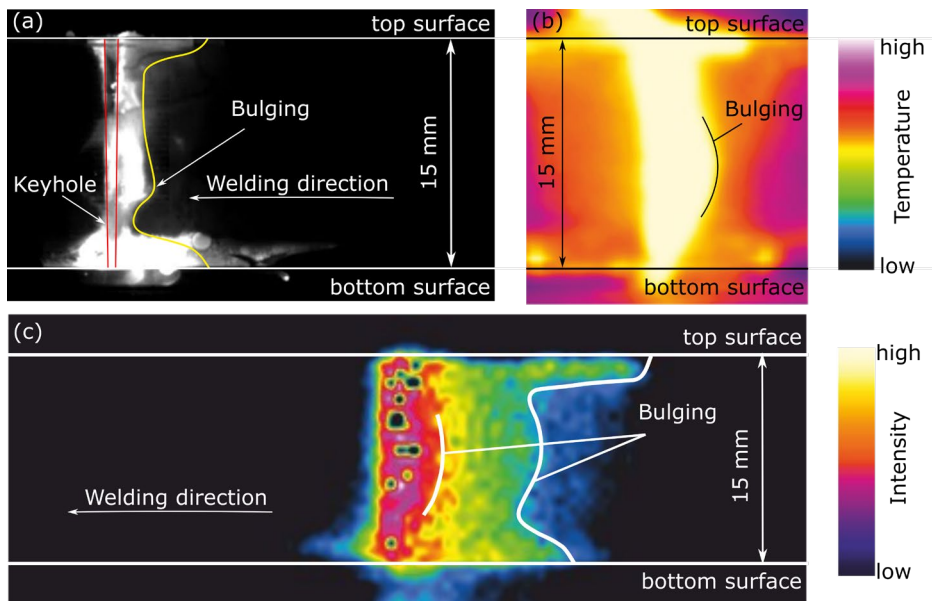 (a)
top surface
Bulging
Keyhole
Welding direction
15 mm
bottom surface
(b)
top surface
Bulging
15 mm
bottom surface
high
Temperature
low
(c)
top surface
Bulging
Welding direction
15 mm
bottom surface
high
Intensity
low